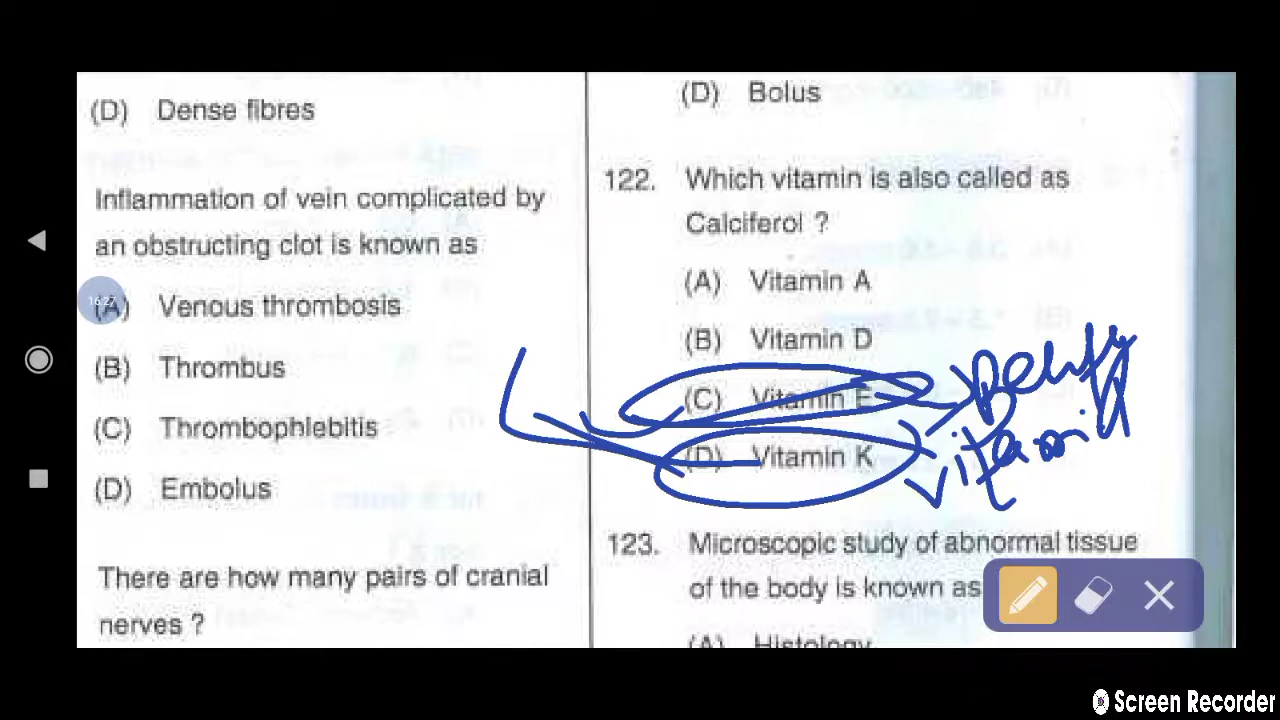 (D) Dense fibres
Inflammation of vein complicated by
an obstructing clot is known as
(A) Venous thrombosis
16:27
(B) Thrombus
(C) Thrombophlebitis
(D) Embolus
There are how many pairs of cranial
nerves ?
(D) Bolus
122. Which vitamin is also called as
Calciferol ?
(A) Vitamin A
(B) Vitamin D
(C) Vitamin E
(D) Vitamin K
123. Microscopic study of abnormal tissue
of the body is known as
(A) Histology
Screen Recorder